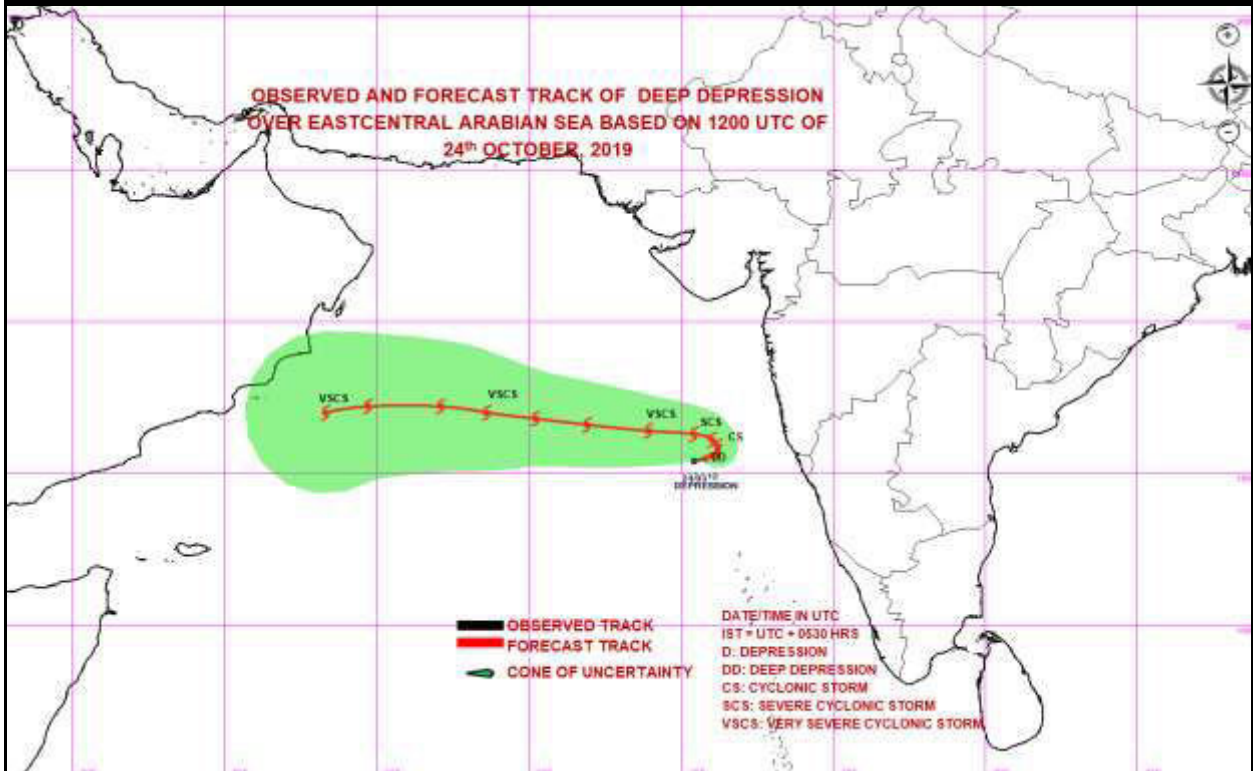 OBSERVED AND FORECAST TRACK OF DEEP DEPRESSION
OVER EASTCENTRAL ARABIAN SEA BASED ON 1200 UTC OF
24th OCTOBER, 2019
VSCS
VSCS
VSCS
SCS
CS
DD
DEPRESSION
OBSERVED TRACK
FORECAST TRACK
CONE OF UNCERTAINTY
DATE/TIME IN UTC
IST = UTC + 0530 HRS
D: DEPRESSION
DD: DEEP DEPRESSION
CS: CYCLONIC STORM
SCS: SEVERE CYCLONIC STORM
VSCS: VERY SEVERE CYCLONIC STORM